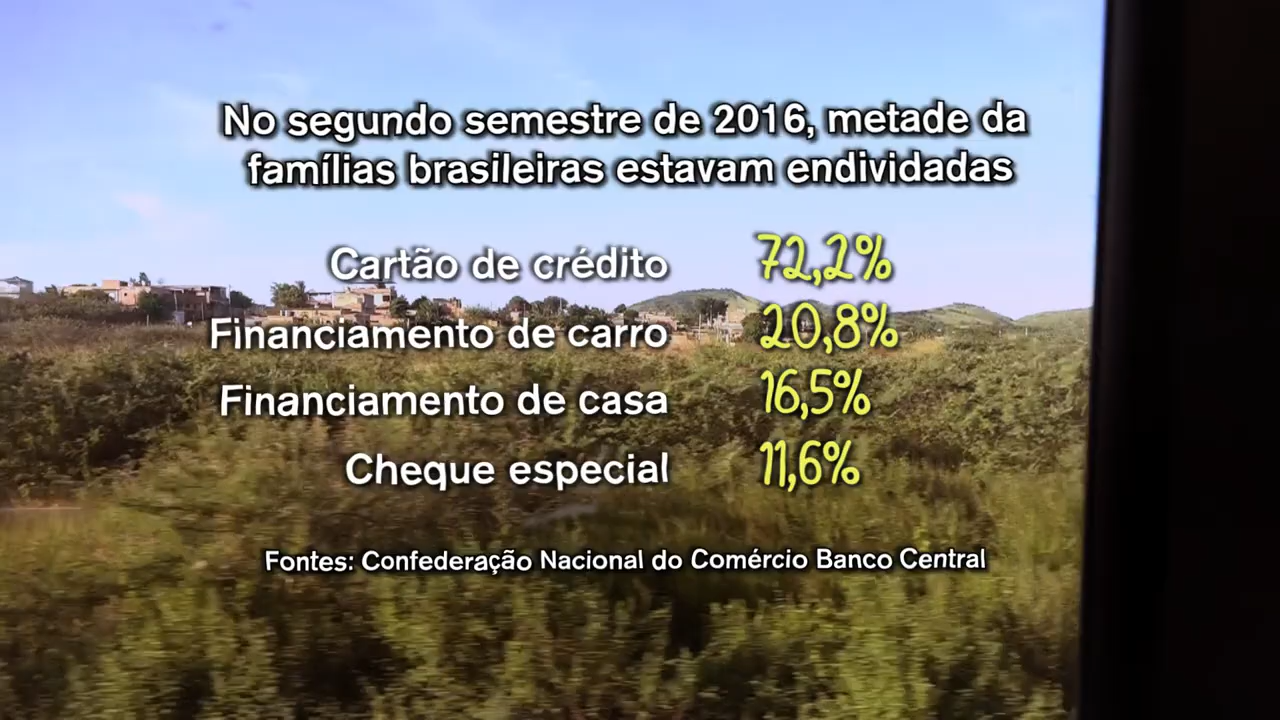 No segundo semestre de 2016, metade da
famílias brasileiras estavam endividadas
Cartão de crédito 72,2%
Financiamento de carro 20,8%
Financiamento de casa 16,5%
Cheque especial 11,6%
Fontes: Confederação Nacional do Comércio Banco Central